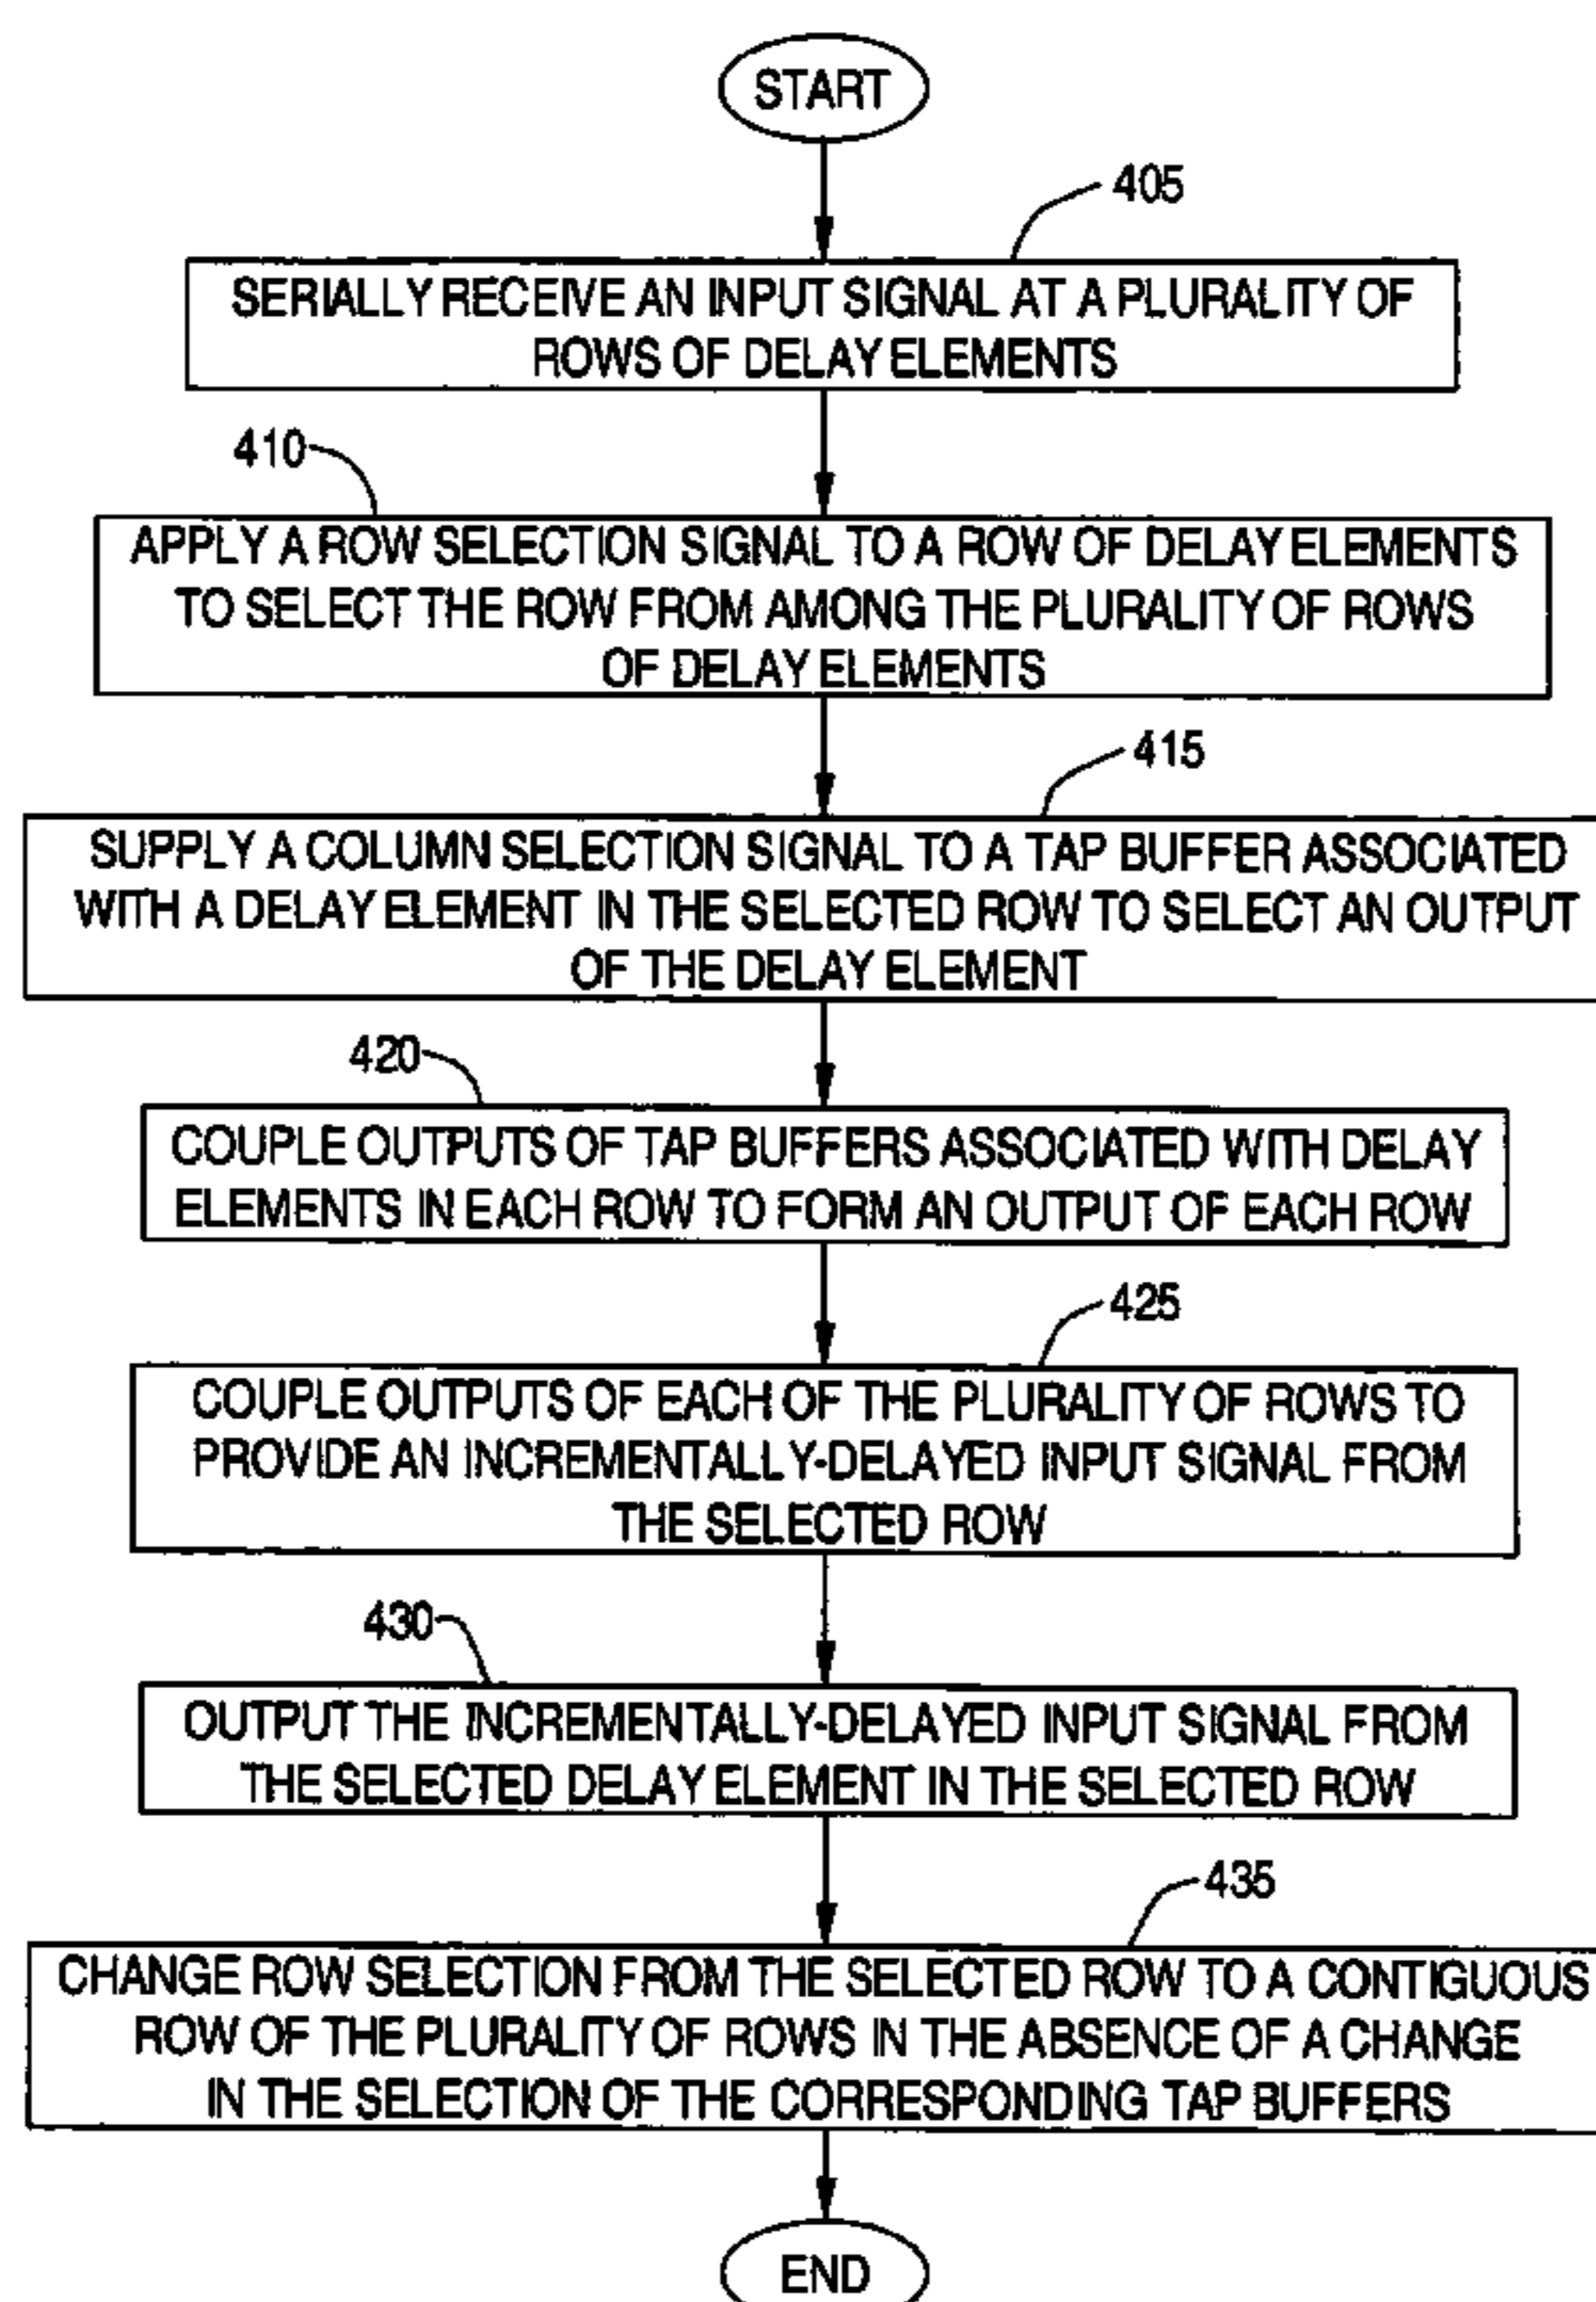 START
405
SERIALLY RECEIVE AN INPUT SIGNAL AT A PLURALITY OF
ROWS OF DELAY ELEMENTS
410
APPLY A ROW SELECTION SIGNAL TO A ROW OF DELAY ELEMENTS
TO SELECT THE ROW FROM AMONG THE PLURALITY OF ROWS
OF DELAY ELEMENTS
415
SUPPLY A COLUMN SELECTION SIGNAL TO A TAP BUFFER ASSOCIATED
WITH A DELAY ELEMENT IN THE SELECTED ROW TO SELECT AN OUTPUT
OF THE DELAY ELEMENT
420
COUPLE OUTPUTS OF TAP BUFFERS ASSOCIATED WITH DELAY
ELEMENTS IN EACH ROW TO FORM AN OUTPUT OF EACH ROW
425
COUPLE OUTPUTS OF EACH OF THE PLURALITY OF ROWS TO
PROVIDE AN INCREMENTALLY-DELAYED INPUT SIGNAL FROM
THE SELECTED ROW
430
OUTPUT THE INCREMENTALLY-DELAYED INPUT SIGNAL FROM
THE SELECTED DELAY ELEMENT IN THE SELECTED ROW
435
CHANGE ROW SELECTION FROM THE SELECTED ROW TO A CONTIGUOUS
ROW OF THE PLURALITY OF ROWS IN THE ABSENCE OF A CHANGE
IN THE SELECTION OF THE CORRESPONDING TAP BUFFERS
END